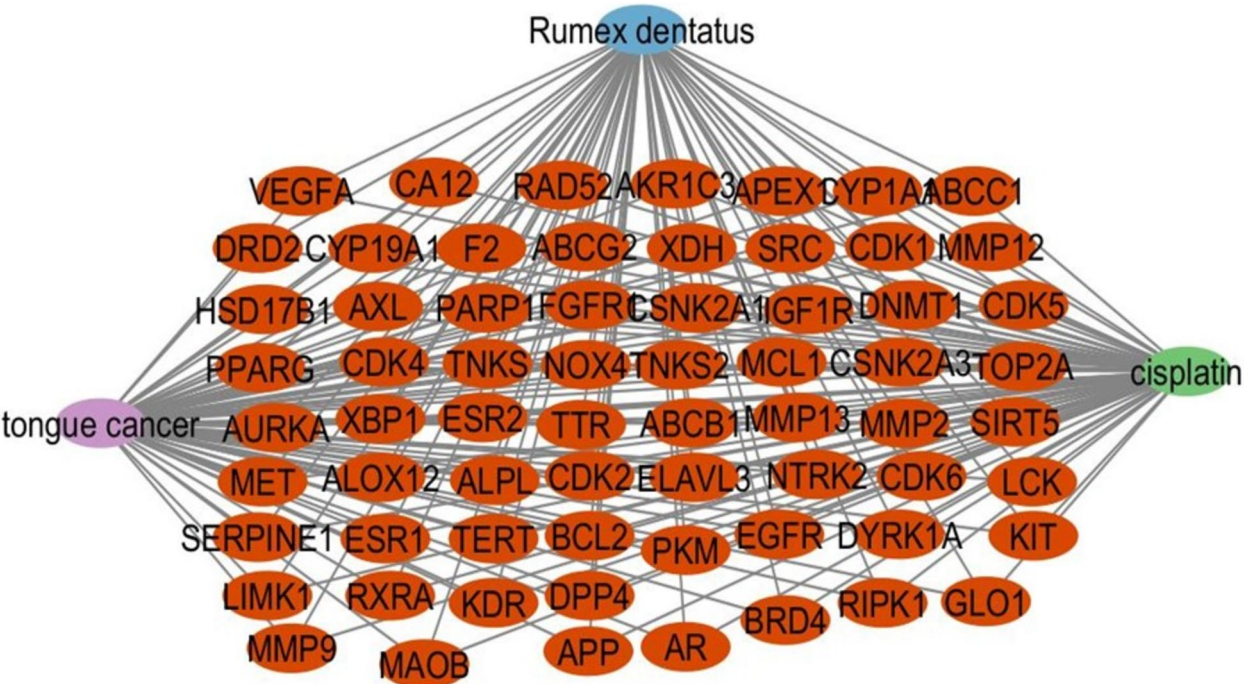 Rumex dentatus
VEGFA CA12 RAD52 AKR1C3 APEX1 CYP1A1 ABCC1
DRD2 CYP19A1 F2 ABCG2 XDH SRC CDK1 MMP12
HSD17B1 AXL PARP1 FGFR1 CSNK2A1 IGF1R DNMT1 CDK5
PPARG CDK4 TNKS NOX4 TNKS2 MCL1 CSNK2A3 TOP2A
cisplatin
tongue cancer
AURKA XBP1 ESR2 TTR ABCB1 MMP13 MMP2 SIRT5
MET ALOX12 ALPL CDK2 ELAVL3 NTRK2 CDK6 LCK
SERPINE1 ESR1 TERT BCL2 PKM EGFR DYRK1A KIT
LIMK1 RXRA KDR DPP4 BRD4 RIPK1 GLO1
MMP9 MAOB APP AR